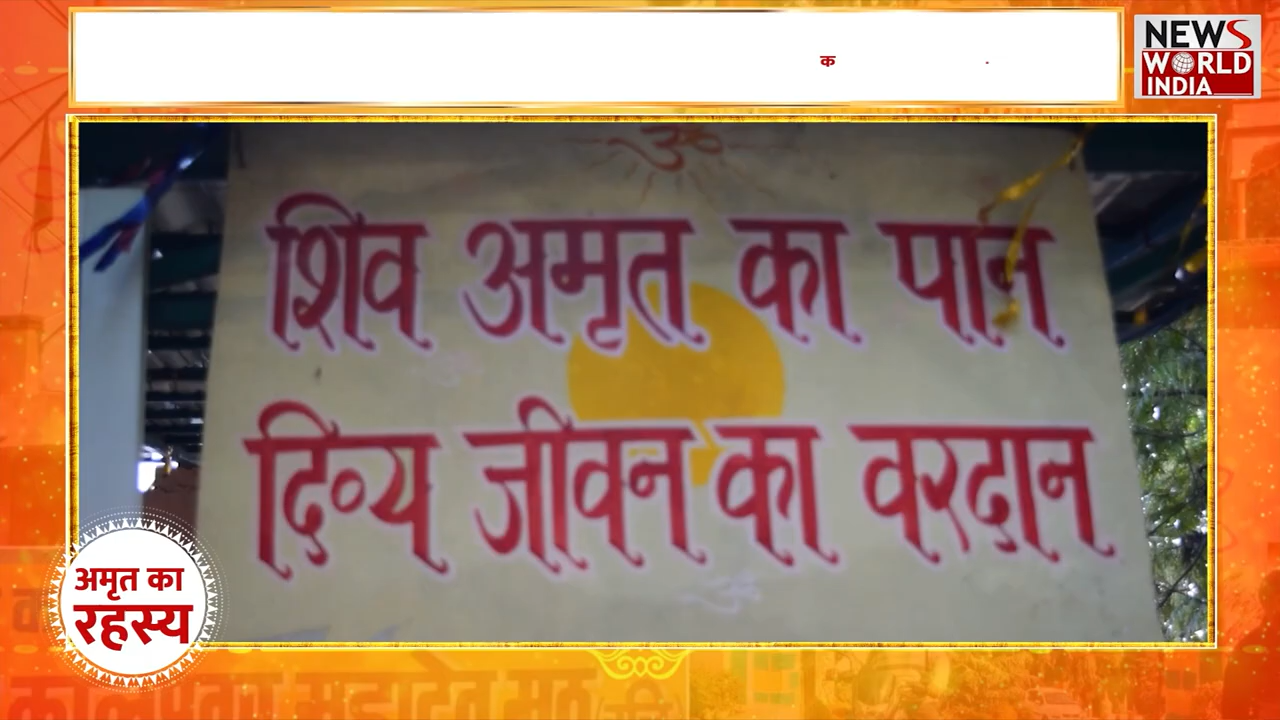 क
NEWS
WORLD
INDIA
ॐ
शिव अमृत का पान
दिव्य जीवन का वरदान
अमृत का
रहस्य